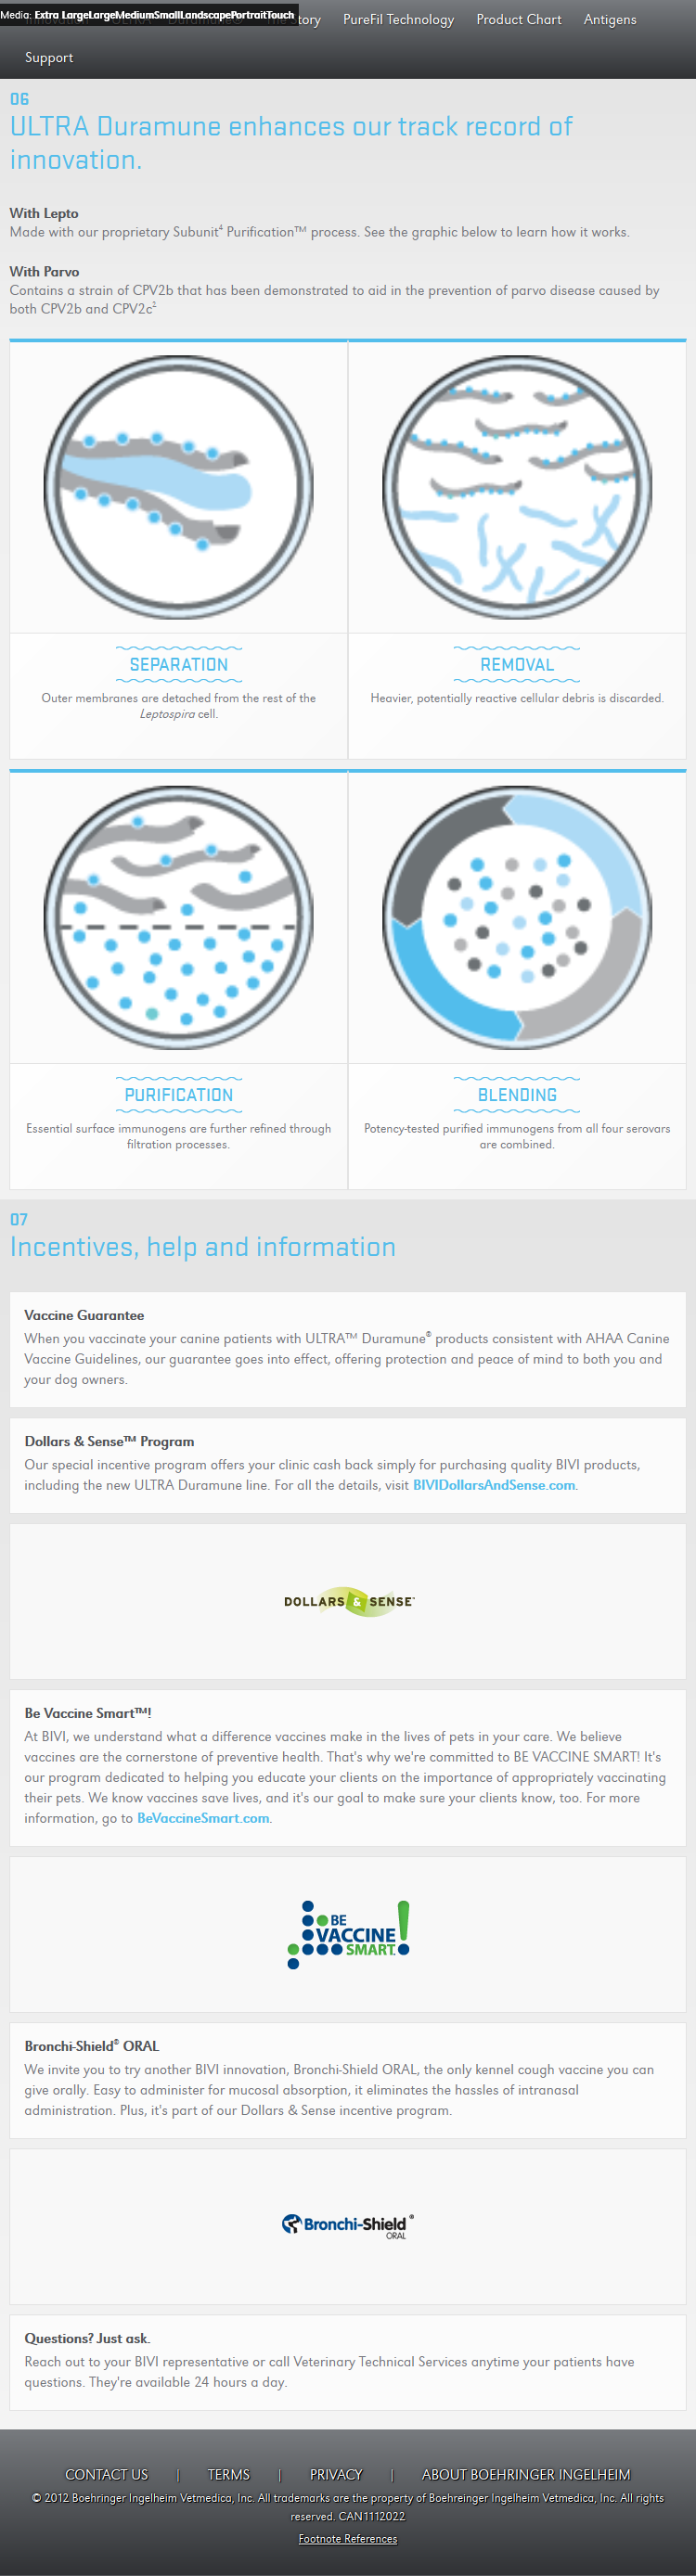 Media: Extra LargeLargeMediumSmallLandscapePortraitTouch
Story PureFil Technology Product Chart Antigens
Support
06
ULTRA Duramune enhances our track record of
innovation.
With Lepto
Made with our proprietary Subunit⁴ Purification™ process. See the graphic below to learn how it works.
With Parvo
Contains a strain of CPV2b that has been demonstrated to aid in the prevention of parvo disease caused by
both CPV2b and CPV2c²
SEPARATION
Outer membranes are detached from the rest of the
Leptospira cell.
REMOVAL
Heavier, potentially reactive cellular debris is discarded.
PURIFICATION
Essential surface immunogens are further refined through
filtration processes.
BLENDING
Potency-tested purified immunogens from all four serovars
are combined.
07
Incentives, help and information
Vaccine Guarantee
When you vaccinate your canine patients with ULTRA™ Duramune® products consistent with AHAA Canine
Vaccine Guidelines, our guarantee goes into effect, offering protection and peace of mind to both you and
your dog owners.
Dollars & Sense™ Program
Our special incentive program offers your clinic cash back simply for purchasing quality BIVI products,
including the new ULTRA Duramune line. For all the details, visit BIVIDollarsAndSense.com.
DOLLARS & SENSE
Be Vaccine Smart™!
At BIVI, we understand what a difference vaccines make in the lives of pets in your care. We believe
vaccines are the cornerstone of preventive health. That's why we're committed to BE VACCINE SMART! It's
our program dedicated to helping you educate your clients on the importance of appropriately vaccinating
their pets. We know vaccines save lives, and it's our goal to make sure your clients know, too. For more
information, go to BeVaccineSmart.com.
BE
VACCINE
SMART!
Bronchi-Shield® ORAL
We invite you to try another BIVI innovation, Bronchi-Shield ORAL, the only kennel cough vaccine you can
give orally. Easy to administer for mucosal absorption, it eliminates the hassles of intranasal
administration. Plus, it's part of our Dollars & Sense incentive program.
Bronchi-Shield®
ORAL
Questions? Just ask.
Reach out to your BIVI representative or call Veterinary Technical Services anytime your patients have
questions. They're available 24 hours a day.
CONTACT US | TERMS | PRIVACY | ABOUT BOEHRINGER INGELHEIM
© 2012 Boehringer Ingelheim Vetmedica, Inc. All trademarks are the property of Boehreinger Ingelheim Vetmedica, Inc. All rights
reserved. CAN1112022
Footnote References